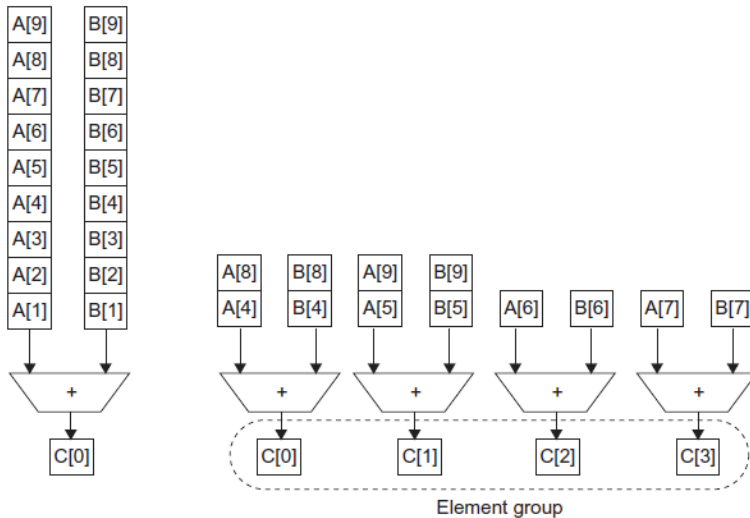 A[9] B[9]
A[8] B[8]
A[7] B[7]
A[6] B[6]
A[5] B[5]
A[4] B[4]
A[3] B[3]
A[2] B[2]
A[1] B[1]
+
C[0]
A[8] B[8] A[9] B[9]
A[4] B[4] A[5] B[5] A[6] B[6] A[7] B[7]
+ + + +
C[0] C[1] C[2] C[3]
Element group